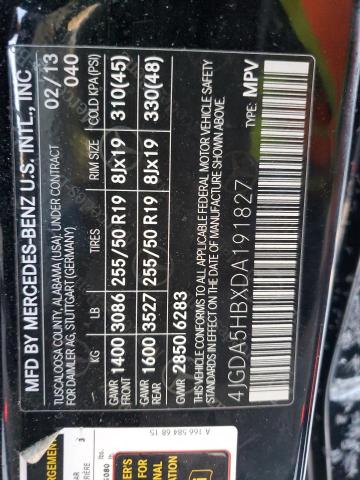 MFD BY MERCEDES-BENZ U.S. INTL., INC 02/13
TUSCALOOSA COUNTY, ALABAMA (USA), UNDER CONTRACT 040
FOR DAIMLER AG, STUTTGART (GERMANY)
KG LB TIRES RIM SIZE COLD KPA (PSI)
GAWR FRONT 1400 3086 255/50 R19 8Jx19 310(45)
GAWR REAR 1600 3527 255/50 R19 8Jx19 330(48)
GVWR 2850 6283
THIS VEHICLE CONFORMS TO ALL APPLICABLE FEDERAL MOTOR VEHICLE SAFETY
STANDARDS IN EFFECT ON THE DATE OF MANUFACTURE SHOWN ABOVE.
4JGDA5HBXDA191827 TYPE: MPV
A 166 584 68 15
3
lbs.